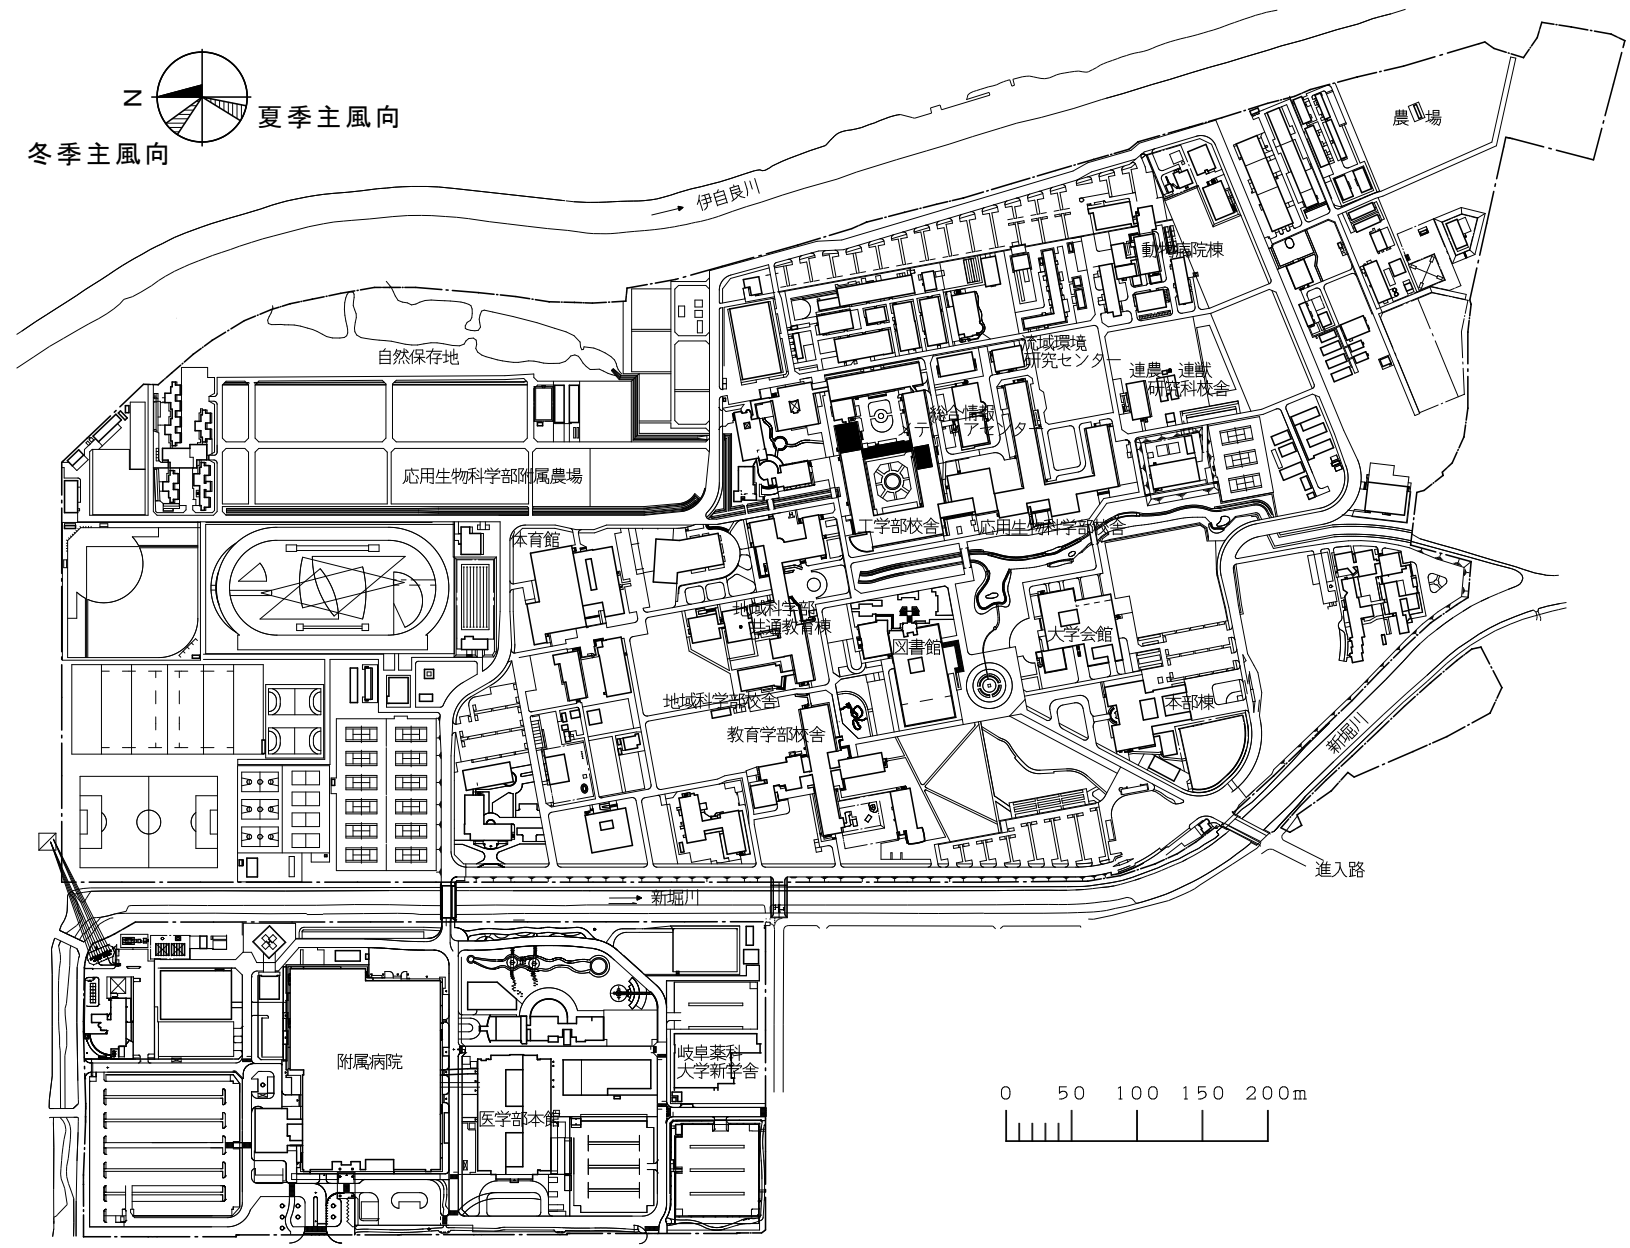 N
夏季主風向
冬季主風向
農場
伊自良川
動物病院棟
自然保存地
流域環境
研究センター
連農・連獣
研究科校舎
総合情報
メディアセンター
応用生物科学部附属農場
工学部校舎
応用生物科学部校舎
体育館
地域科学部
共通教育棟
大学会館
図書館
地域科学部校舎
本部棟
教育学部校舎
新堀川
進入路
新堀川
附属病院
岐阜薬科
大学新学舎
医学部本館
0 50 100 150 200m